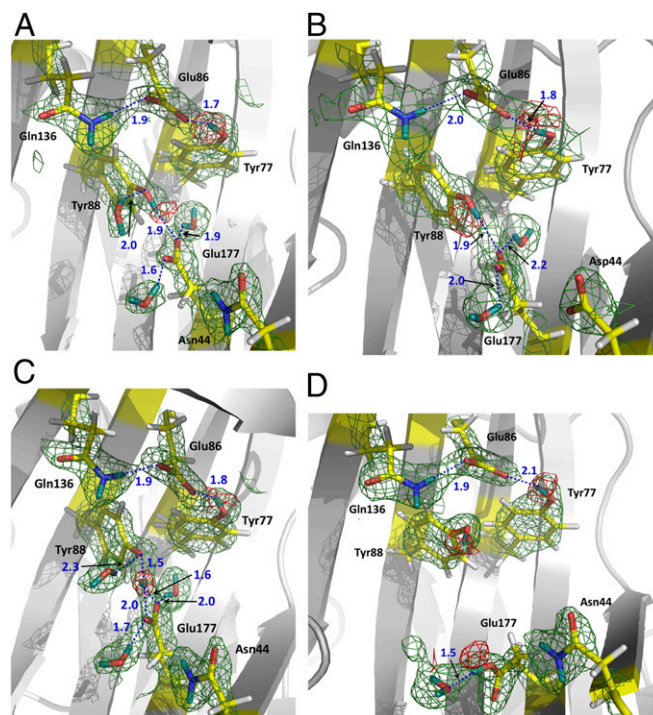 A
Glu86
1.7
1.9
Gln136
Tyr77
Tyr88
2.0
1.9
1.9
Glu177
1.6
Asn44
B
Glu86
1.8
2.0
Gln136
Tyr77
Tyr88
1.9
2.2
Asp44
2.0
Glu177
C
Glu86
Gln136
1.9
1.8
Tyr77
Tyr88
2.3
1.5
1.6
2.0
2.0
1.7
Glu177
Asn44
D
Glu86
2.1
1.9
Gln136
Tyr77
Tyr88
Glu177
Asn44
1.5